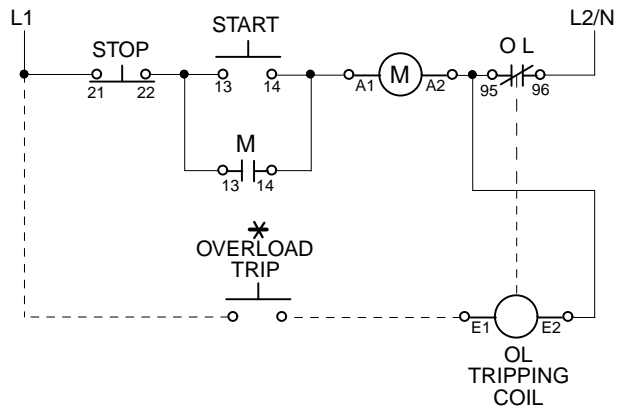 L1
L2/N
STOP
START
O L
21
22
13
14
A1
M
A2
95
96
M
13
14
*
OVERLOAD
TRIP
E1
E2
OL
TRIPPING
COIL